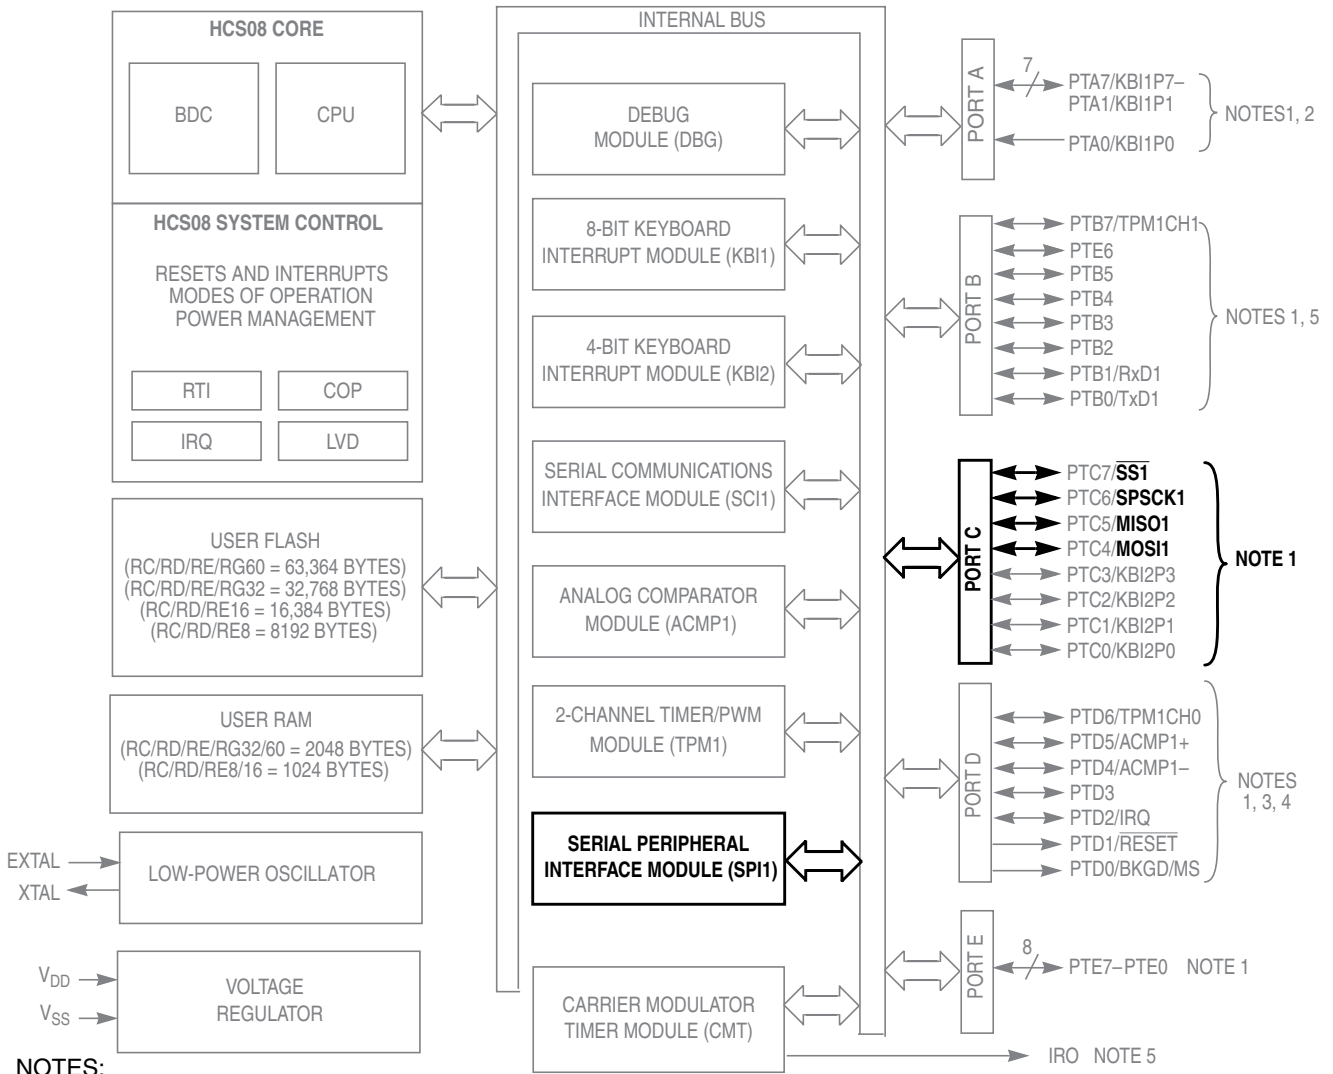 HCS08 CORE
BDC
CPU
HCS08 SYSTEM CONTROL
RESETS AND INTERRUPTS
MODES OF OPERATION
POWER MANAGEMENT
RTI
COP
IRQ
LVD
USER FLASH
(RC/RD/RE/RG60 = 63,364 BYTES)
(RC/RD/RE/RG32 = 32,768 BYTES)
(RC/RD/RE16 = 16,384 BYTES)
(RC/RD/RE8 = 8192 BYTES)
USER RAM
(RC/RD/RE/RG32/60 = 2048 BYTES)
(RC/RD/RE8/16 = 1024 BYTES)
EXTAL
XTAL
LOW-POWER OSCILLATOR
VDD
VSS
VOLTAGE
REGULATOR
NOTES:
INTERNAL BUS
DEBUG
MODULE (DBG)
8-BIT KEYBOARD
INTERRUPT MODULE (KBI1)
4-BIT KEYBOARD
INTERRUPT MODULE (KBI2)
SERIAL COMMUNICATIONS
INTERFACE MODULE (SCI1)
ANALOG COMPARATOR
MODULE (ACMP1)
2-CHANNEL TIMER/PWM
MODULE (TPM1)
SERIAL PERIPHERAL
INTERFACE MODULE (SPI1)
CARRIER MODULATOR
TIMER MODULE (CMT)
PORT A
7
PTA7/KBI1P7–
PTA1/KBI1P1
PTA0/KBI1P0
NOTES1, 2
PORT B
PTB7/TPM1CH1
PTE6
PTB5
PTB4
PTB3
PTB2
PTB1/RxD1
PTB0/TxD1
NOTES 1, 5
PORT C
PTC7/SS1
PTC6/SPSCK1
PTC5/MISO1
PTC4/MOSI1
PTC3/KBI2P3
PTC2/KBI2P2
PTC1/KBI2P1
PTC0/KBI2P0
NOTE 1
PORT D
PTD6/TPM1CH0
PTD5/ACMP1+
PTD4/ACMP1–
PTD3
PTD2/IRQ
PTD1/RESET
PTD0/BKGD/MS
NOTES
1, 3, 4
PORT E
8
PTE7–PTE0 NOTE 1
IRO NOTE 5